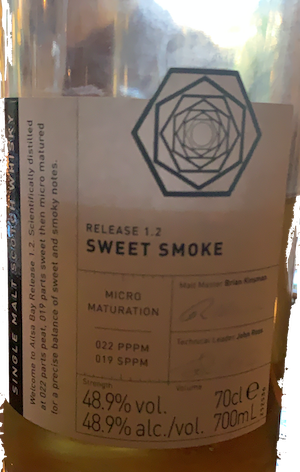 SINGLE MALT SCOTCH WHISKY
Welcome to Ailsa Bay Release 1.2. Scientifically distilled
at 022 parts peat, 019 parts sweet then micro matured
for a precise balance of sweet and smoky notes.
RELEASE 1.2
SWEET SMOKE
MICRO
MATURATION
022 PPPM
019 SPPM
Malt Master Brian Kinsman
Technical Leader John Ross
Strength
48.9% vol.
48.9% alc./vol.
Volume
70cl e
700mL